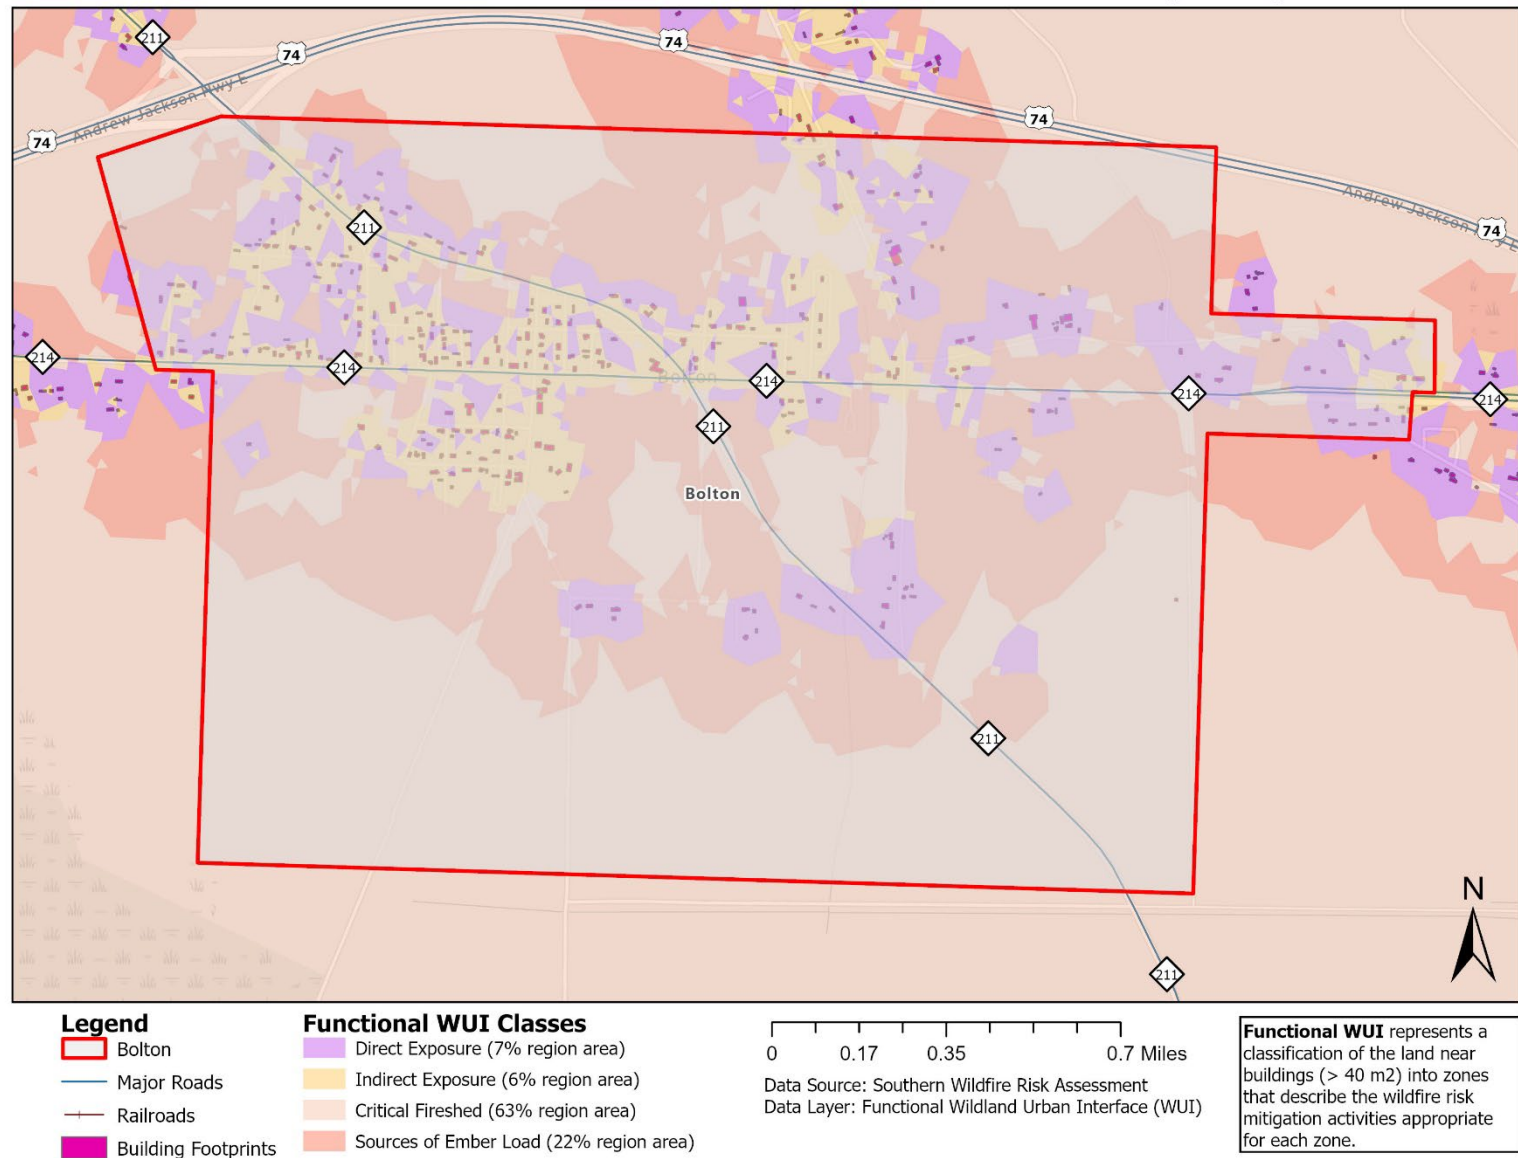 211
74
74
Andrew Jackson Hwy E
74
74
211
Andrew Jackson Hwy E
74
214
214
Bolton
214
214
214
211
Bolton
211
211
N
Legend
Bolton
Major Roads
Railroads
Building Footprints
Functional WUI Classes
Direct Exposure (7% region area)
Indirect Exposure (6% region area)
Critical Fireshed (63% region area)
Sources of Ember Load (22% region area)
0 0.17 0.35 0.7 Miles
Data Source: Southern Wildfire Risk Assessment
Data Layer: Functional Wildland Urban Interface (WUI)
Functional WUI represents a
classification of the land near
buildings (> 40 m2) into zones
that describe the wildfire risk
mitigation activities appropriate
for each zone.